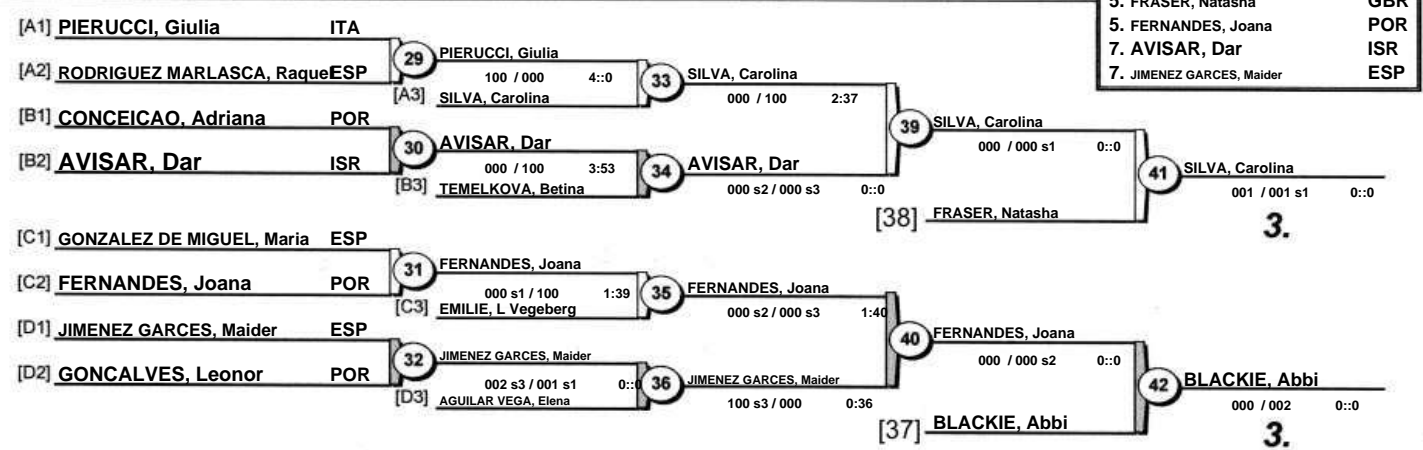 5. FRASER, Natasha GBR
5. FERNANDES, Joana POR
7. AVISAR, Dar ISR
7. JIMENEZ GARCES, Maider ESP
[A1] PIERUCCI, Giulia ITA
29 PIERUCCI, Giulia
[A2] RODRIGUEZ MARLASCA, Raquel ESP
100 / 000 4::0
33 SILVA, Carolina
[A3] SILVA, Carolina
000 / 100 2:37
[B1] CONCEICAO, Adriana POR
39 SILVA, Carolina
30 AVISAR, Dar
000 / 000 s1 0::0
[B2] AVISAR, Dar ISR
000 / 100 3:53
34 AVISAR, Dar
41 SILVA, Carolina
[B3] TEMELKOVA, Betina
000 s2 / 000 s3 0::0
001 / 001 s1 0::0
[38] FRASER, Natasha
3.
[C1] GONZALEZ DE MIGUEL, Maria ESP
31 FERNANDES, Joana
[C2] FERNANDES, Joana POR
000 s1 / 100 1:39
35 FERNANDES, Joana
[C3] EMILIE, L Vegeberg
000 s2 / 000 s3 1:40
[D1] JIMENEZ GARCES, Maider ESP
40 FERNANDES, Joana
32 JIMENEZ GARCES, Maider
000 / 000 s2 0::0
[D2] GONCALVES, Leonor POR
002 s3 / 001 s1 0::0
36 JIMENEZ GARCES, Maider
42 BLACKIE, Abbi
[D3] AGUILAR VEGA, Elena
100 s3 / 000 0:36
000 / 002 0::0
[37] BLACKIE, Abbi
3.